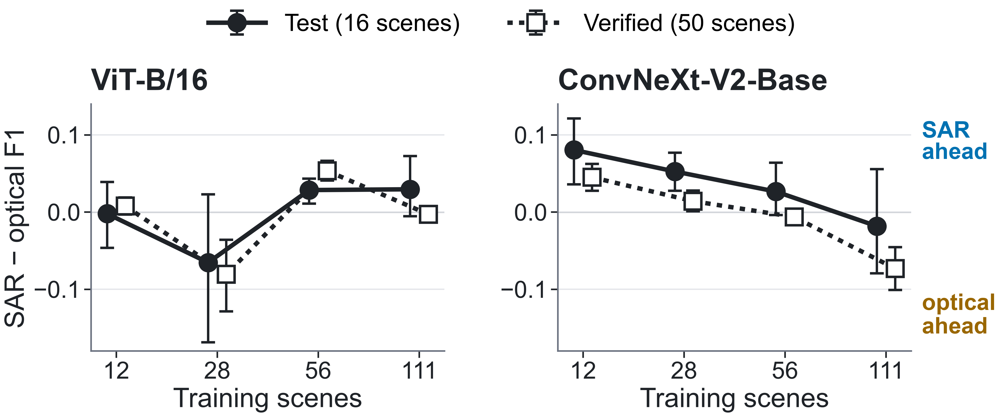 Test (16 scenes)
Verified (50 scenes)
ViT-B/16
SAR − optical F1
0.1
0.0
−0.1
12
28
56
111
Training scenes
ConvNeXt-V2-Base
0.1
0.0
−0.1
12
28
56
111
Training scenes
SAR
ahead
optical
ahead